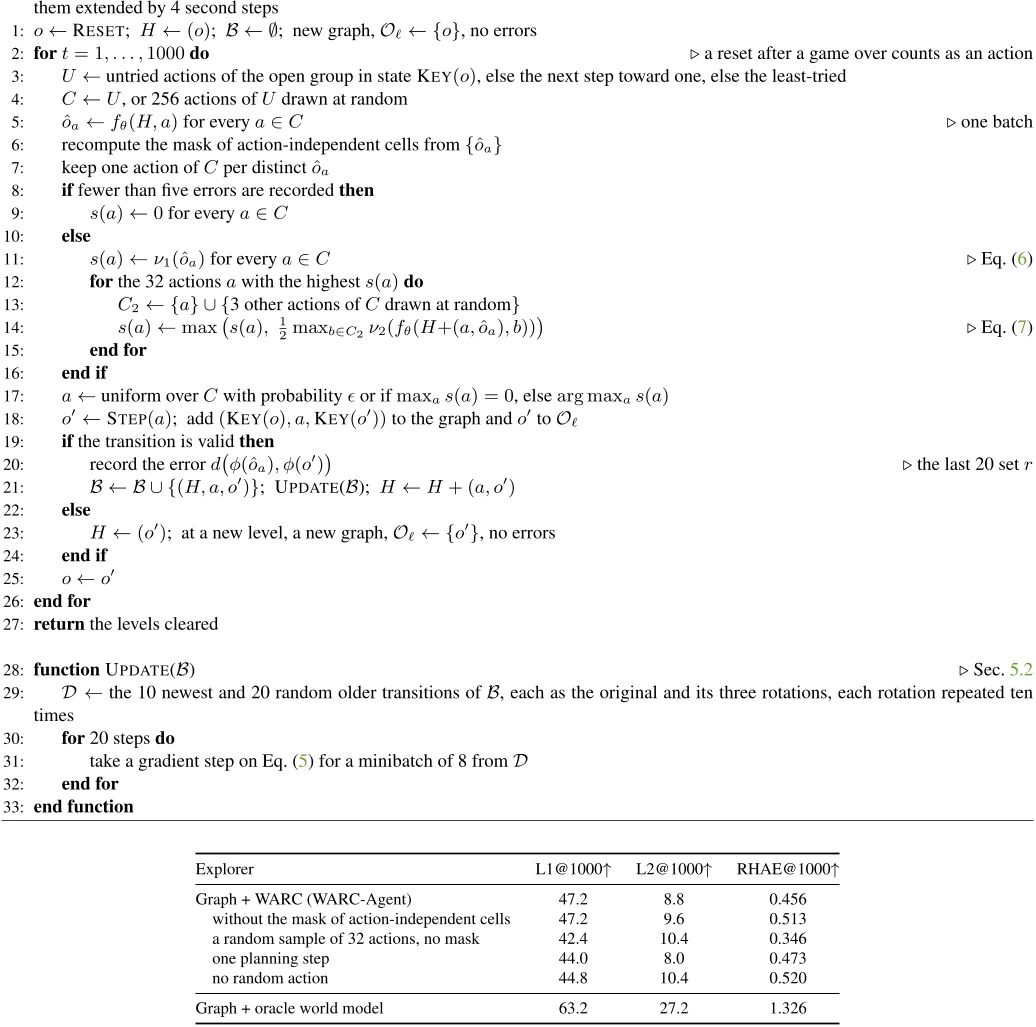 them extended by 4 second steps
1: o ← RESET; H ← (o); B ← ∅; new graph, O_ℓ ← {o}, no errors
2: for t = 1, . . . , 1000 do ▷ a reset after a game over counts as an action
3: U ← untried actions of the open group in state KEY(o), else the next step toward one, else the least-tried
4: C ← U, or 256 actions of U drawn at random
5: ô_a ← f_θ(H, a) for every a ∈ C ▷ one batch
6: recompute the mask of action-independent cells from {ô_a}
7: keep one action of C per distinct ô_a
8: if fewer than five errors are recorded then
9: s(a) ← 0 for every a ∈ C
10: else
11: s(a) ← ν_1(ô_a) for every a ∈ C ▷ Eq. (6)
12: for the 32 actions a with the highest s(a) do
13: C_2 ← {a} ∪ {3 other actions of C drawn at random}
14: s(a) ← max (s(a), ½ max_{b∈C_2} ν_2(f_θ(H+(a, ô_a), b))) ▷ Eq. (7)
15: end for
16: end if
17: a ← uniform over C with probability ϵ or if max_a s(a) = 0, else arg max_a s(a)
18: o′ ← STEP(a); add (KEY(o), a, KEY(o′)) to the graph and o′ to O_ℓ
19: if the transition is valid then
20: record the error d(ϕ(ô_a), ϕ(o′)) ▷ the last 20 set r
21: B ← B ∪ {(H, a, o′)}; UPDATE(B); H ← H + (a, o′)
22: else
23: H ← (o′); at a new level, a new graph, O_ℓ ← {o′}, no errors
24: end if
25: o ← o′
26: end for
27: return the levels cleared
28: function UPDATE(B) ▷ Sec. 5.2
29: D ← the 10 newest and 20 random older transitions of B, each as the original and its three rotations, each rotation repeated ten
times
30: for 20 steps do
31: take a gradient step on Eq. (5) for a minibatch of 8 from D
32: end for
33: end function
Explorer L1@1000↑ L2@1000↑ RHAE@1000↑
Graph + WARC (WARC-Agent) 47.2 8.8 0.456
without the mask of action-independent cells 47.2 9.6 0.513
a random sample of 32 actions, no mask 42.4 10.4 0.346
one planning step 44.0 8.0 0.473
no random action 44.8 10.4 0.520
Graph + oracle world model 63.2 27.2 1.326